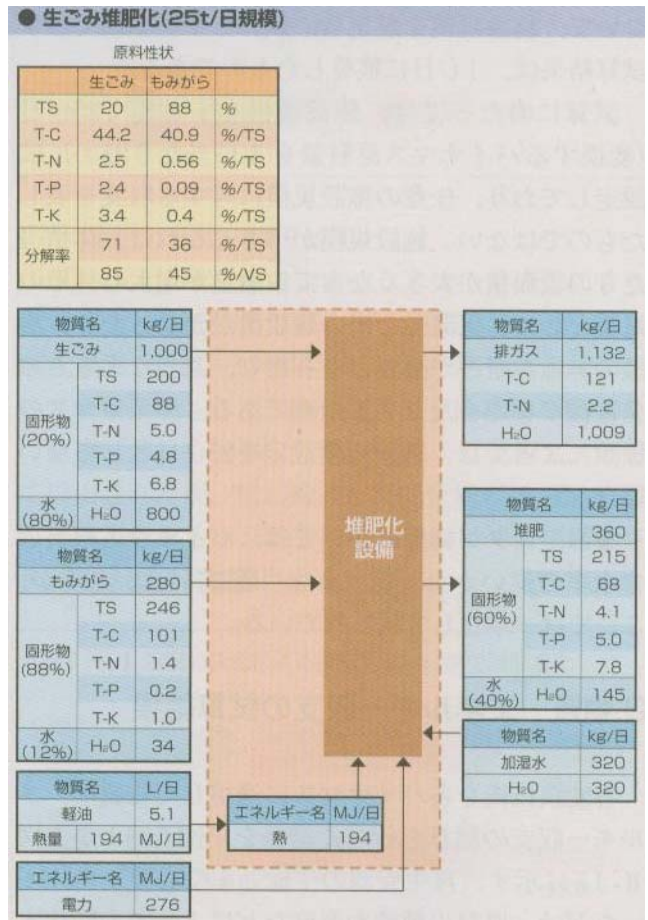 ● 生ごみ堆肥化(25t/日規模)
原料性状
生ごみ もみがら
TS 20 88 %
T-C 44.2 40.9 %/TS
T-N 2.5 0.56 %/TS
T-P 2.4 0.09 %/TS
T-K 3.4 0.4 %/TS
分解率 71 36 %/TS
85 45 %/VS
物質名 kg/日
生ごみ 1,000
固形物(20%) TS 200
T-C 88
T-N 5.0
T-P 4.8
T-K 6.8
水(80%) H₂O 800
物質名 kg/日
もみがら 280
固形物(88%) TS 246
T-C 101
T-N 1.4
T-P 0.2
T-K 1.0
水(12%) H₂O 34
物質名 L/日
軽油 5.1
熱量 194 MJ/日
エネルギー名 MJ/日
電力 276
エネルギー名 MJ/日
熱 194
堆肥化
設備
物質名 kg/日
排ガス 1,132
T-C 121
T-N 2.2
H₂O 1,009
物質名 kg/日
堆肥 360
固形物(60%) TS 215
T-C 68
T-N 4.1
T-P 5.0
T-K 7.8
水(40%) H₂O 145
物質名 kg/日
加湿水 320
H₂O 320